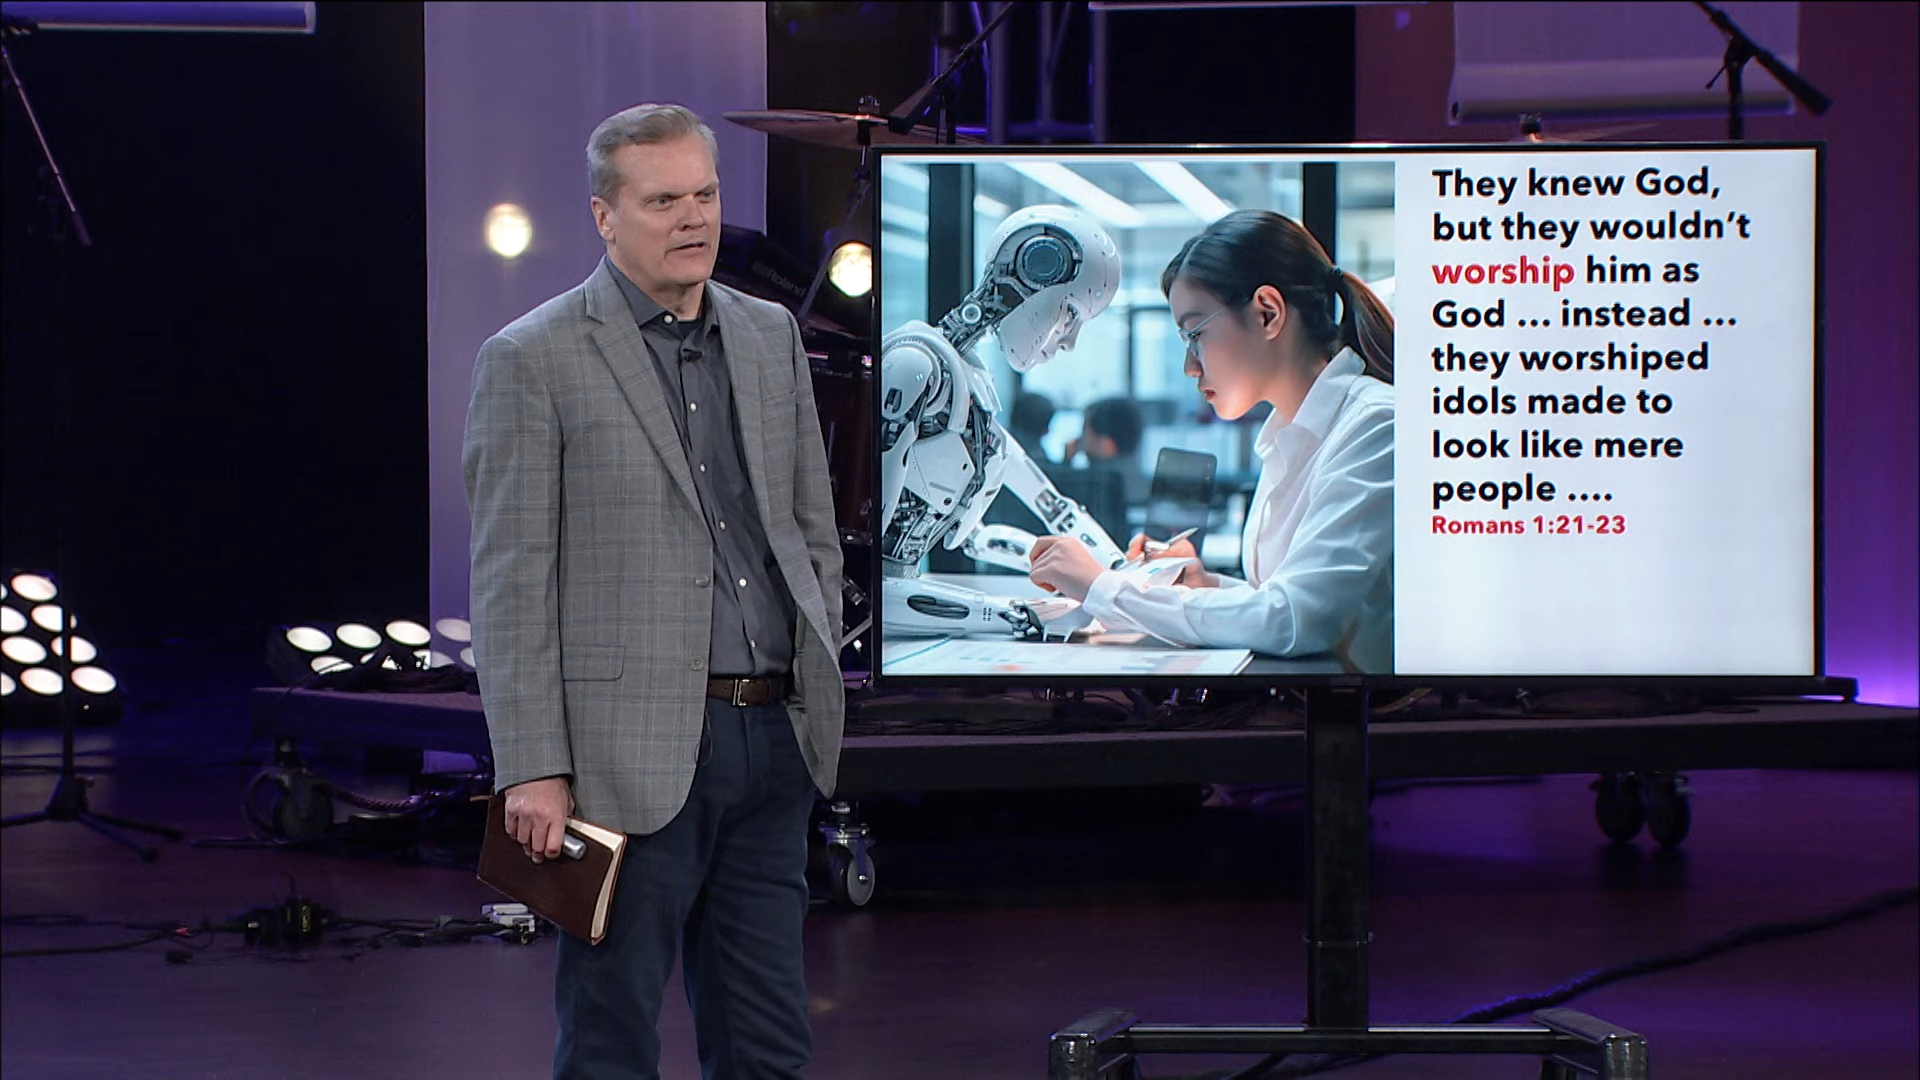 Roland
They knew God,
but they wouldn’t
worship him as
God ... instead ...
they worshiped
idols made to
look like mere
people ....
Romans 1:21-23